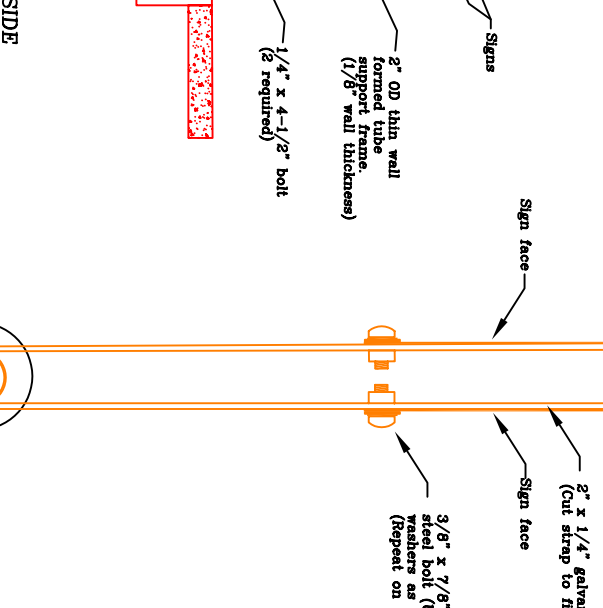 SIDE
Signs
2" OD thin wall
formed tube
support frame.
(1/8" wall thickness)
1/4" x 4-1/2" bolt
(2 required)
Sign face
Sign face
2" x 1/4"
(Cut strap to
3/8" x 7/8"
steel bolt
washers as
(Repeat on